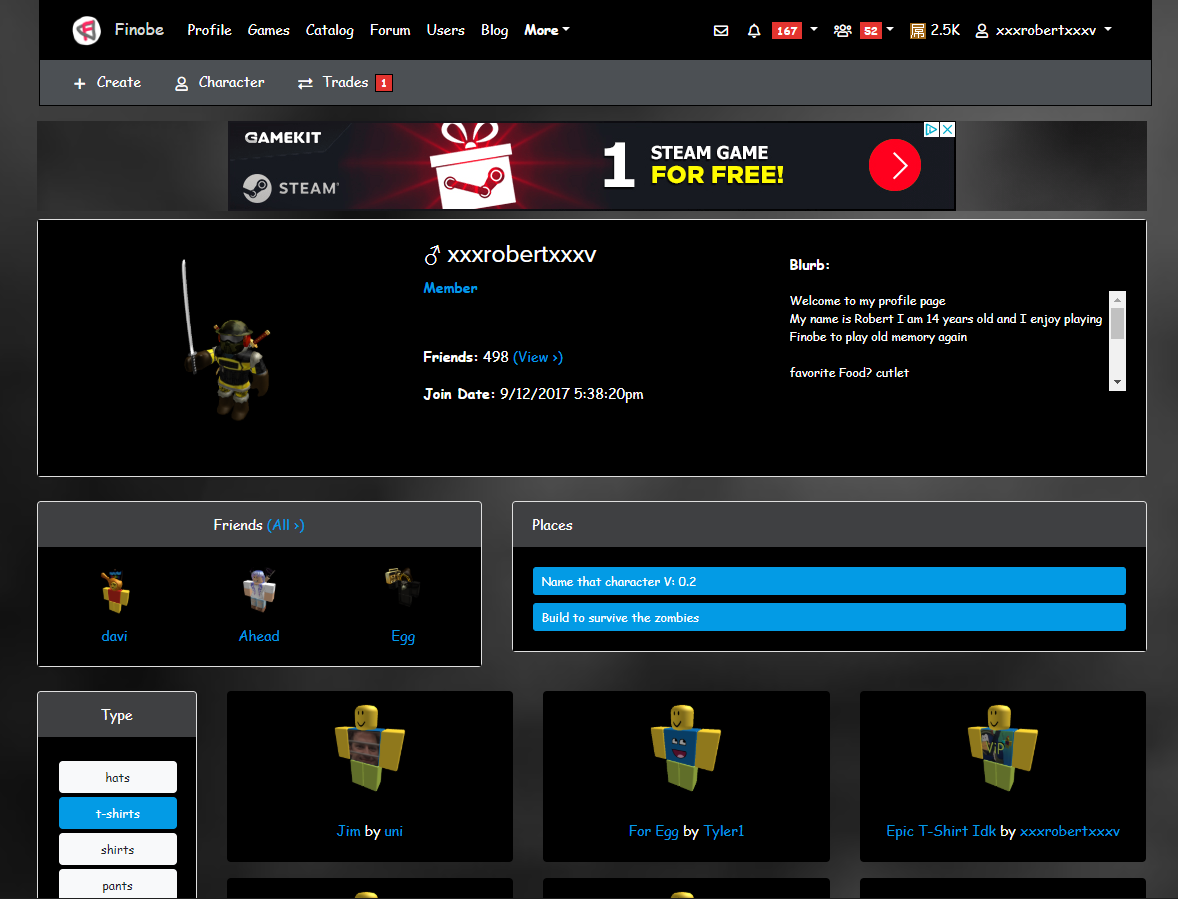 Finobe Profile Games Catalog Forum Users Blog More 167 52 2.5K xxxrobertxxxv
Create Character Trades 1
GAMEKIT
STEAM
1 STEAM GAME
FOR FREE!
♂ xxxrobertxxxv
Member
Friends: 498 (View ›)
Join Date: 9/12/2017 5:38:20pm
Blurb:
Welcome to my profile page
My name is Robert I am 14 years old and I enjoy playing
Finobe to play old memory again
favorite Food? cutlet
Friends (All ›)
davi Ahead Egg
Places
Name that character V: 0.2
Build to survive the zombies
Type
hats
t-shirts
shirts
pants
Jim by uni
For Egg by Tyler1
ViP
Epic T-Shirt Idk by xxxrobertxxxv